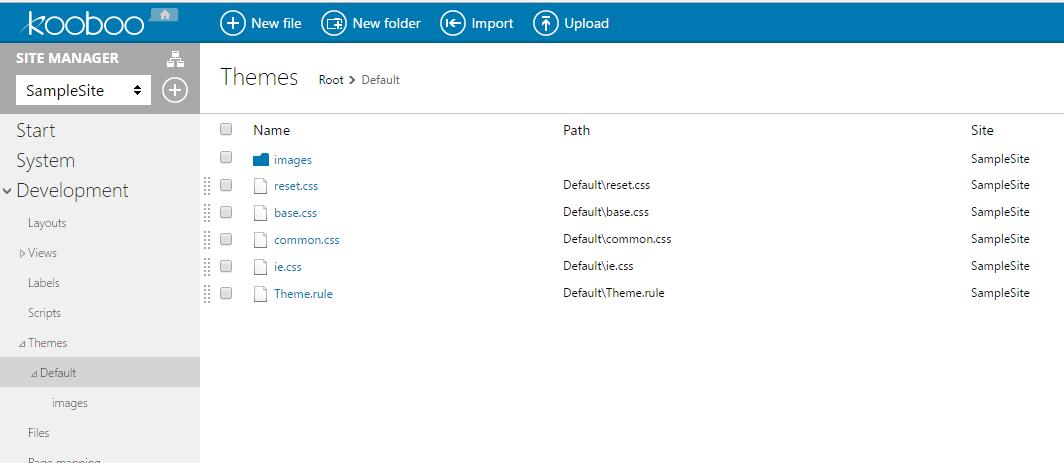 kooboo New file New folder Import Upload
SITE MANAGER
SampleSite
Themes Root > Default
Start
System
Development
Layouts
Views
Labels
Scripts
Themes
Default
images
Files
Page mapping
Name Path Site
images SampleSite
reset.css Default\reset.css SampleSite
base.css Default\base.css SampleSite
common.css Default\common.css SampleSite
ie.css Default\ie.css SampleSite
Theme.rule Default\Theme.rule SampleSite